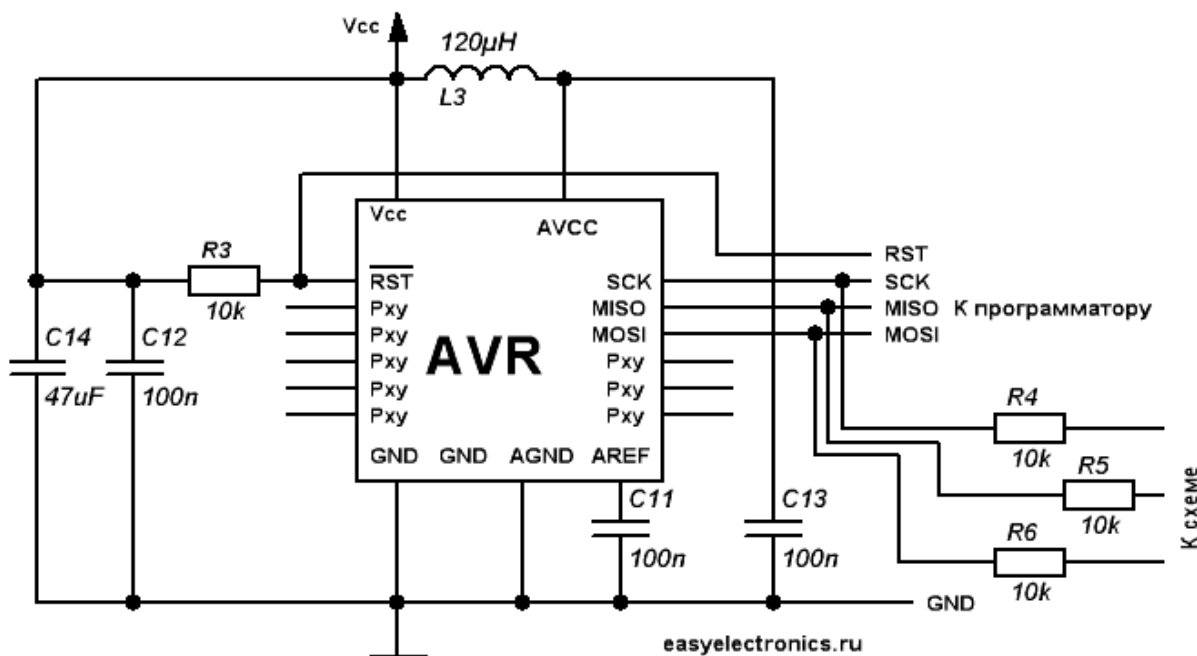 Vcc
120µH
L3
Vcc
AVCC
R3
10k
RST
Pxy
Pxy
Pxy
Pxy
Pxy
AVR
SCK
MISO
MOSI
Pxy
Pxy
Pxy
GND GND AGND AREF
RST
SCK
MISO К программатору
MOSI
C14
47uF
C12
100n
C11
100n
C13
100n
R4
10k
R5
10k
R6
10k
К схеме
GND
easyelectronics.ru